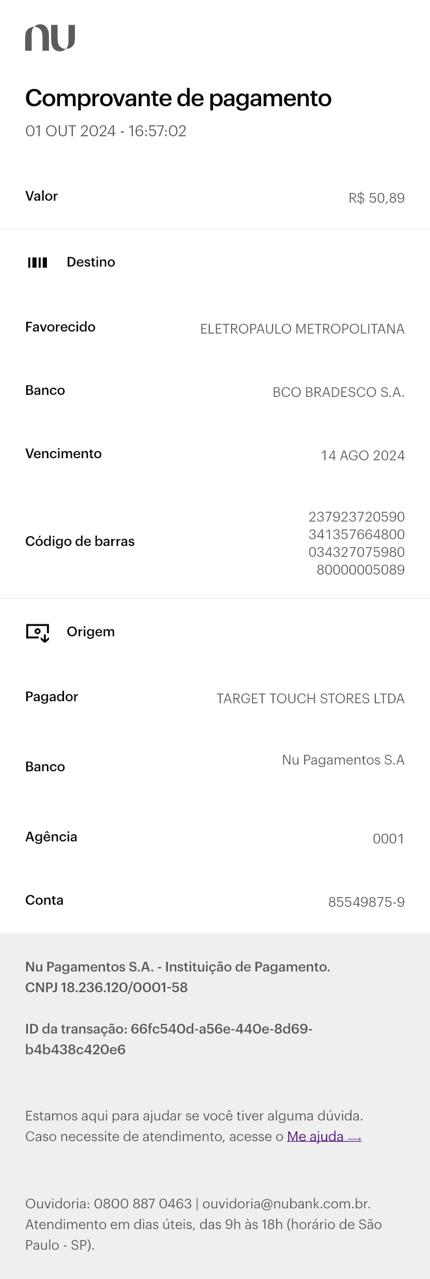 nu
Comprovante de pagamento
01 OUT 2024 - 16:57:02
Valor R$ 50,89
Destino
Favorecido ELETROPAULO METROPOLITANA
Banco BCO BRADESCO S.A.
Vencimento 14 AGO 2024
Código de barras 237923720590
341357664800
034327075980
80000005089
Origem
Pagador TARGET TOUCH STORES LTDA
Banco Nu Pagamentos S.A
Agência 0001
Conta 85549875-9
Nu Pagamentos S.A. - Instituição de Pagamento.
CNPJ 18.236.120/0001-58
ID da transação: 66fc540d-a56e-440e-8d69-
b4b438c420e6
Estamos aqui para ajudar se você tiver alguma dúvida.
Caso necessite de atendimento, acesse o Me ajuda →
Ouvidoria: 0800 887 0463 | ouvidoria@nubank.com.br.
Atendimento em dias úteis, das 9h às 18h (horário de São
Paulo - SP).